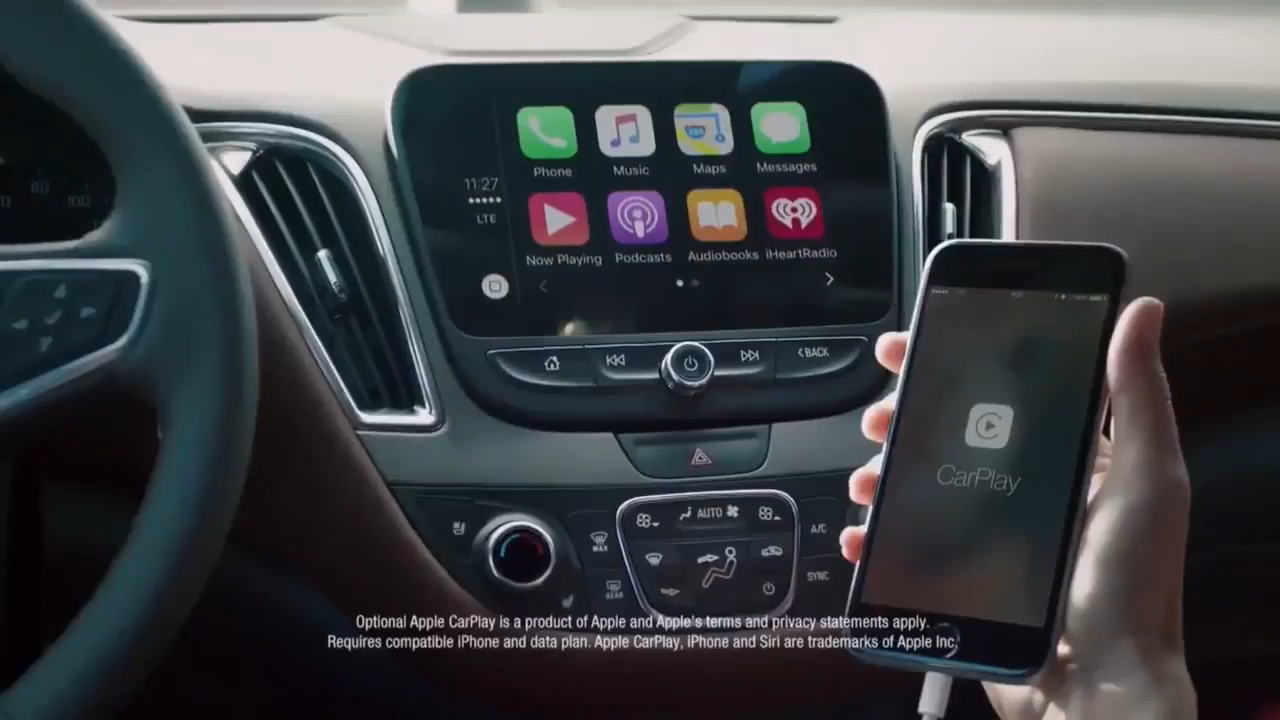 Phone
Music
Maps
Messages
11:27
LTE
Now Playing
Podcasts
Audiobooks
iHeartRadio
BACK
80
100
CarPlay
AUTO
MAX
A/C
REAR
SYNC
Optional Apple CarPlay is a product of Apple and Apple's terms and privacy statements apply.
Requires compatible iPhone and data plan. Apple CarPlay, iPhone and Siri are trademarks of Apple Inc.